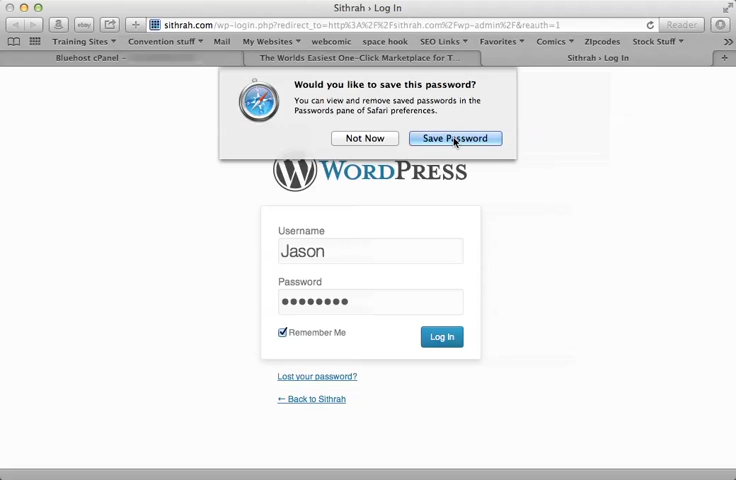 Sithrah › Log In
sithrah.com/wp-login.php?redirect_to=http%3A%2F%2Fsithrah.com%2Fwp-admin%2F&reauth=1
Reader
ebay
Training Sites Convention stuff Mail My Websites webcomic space hook SEO Links Favorites Comics ZIpcodes Stock Stuff
Bluehost cPanel – The Worlds Easiest One–Click Marketplace for T... Sithrah › Log In
Would you like to save this password?
You can view and remove saved passwords in the
Passwords pane of Safari preferences.
Not Now Save Password
WORDPRESS
Username
Jason
Password
Remember Me
Log In
Lost your password?
← Back to Sithrah